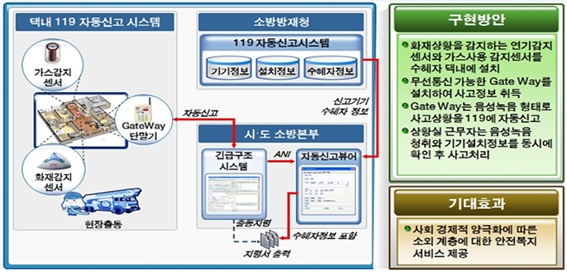 택내 119 자동신고 시스템
가스감지
센서
GateWay
단말기
화재감지
센서
현장출동
자동신고
소방방재청
119 자동신고시스템
기기정보
설치정보
수혜자정보
신고기기
수혜자 정보
시·도 소방본부
긴급구조
시스템
ANI
자동신고뷰어
출동지령
수혜자정보 포함
지령서 출력
구현방안
화재상황을 감지하는 연기감지
센서와 가스사용 감지센서를
수혜자 댁내에 설치
무선통신 가능한 Gate Way를
설치하여 사고정보 취득
Gate Way는 음성녹음 형태로
사고상황을 119에 자동신고
상황실 근무자는 음성녹음
청취와 기기설치정보를 동시에
확인 후 사고처리
기대효과
사회 경제적 양극화에 따른
소외 계층에 대한 안전복지
서비스 제공